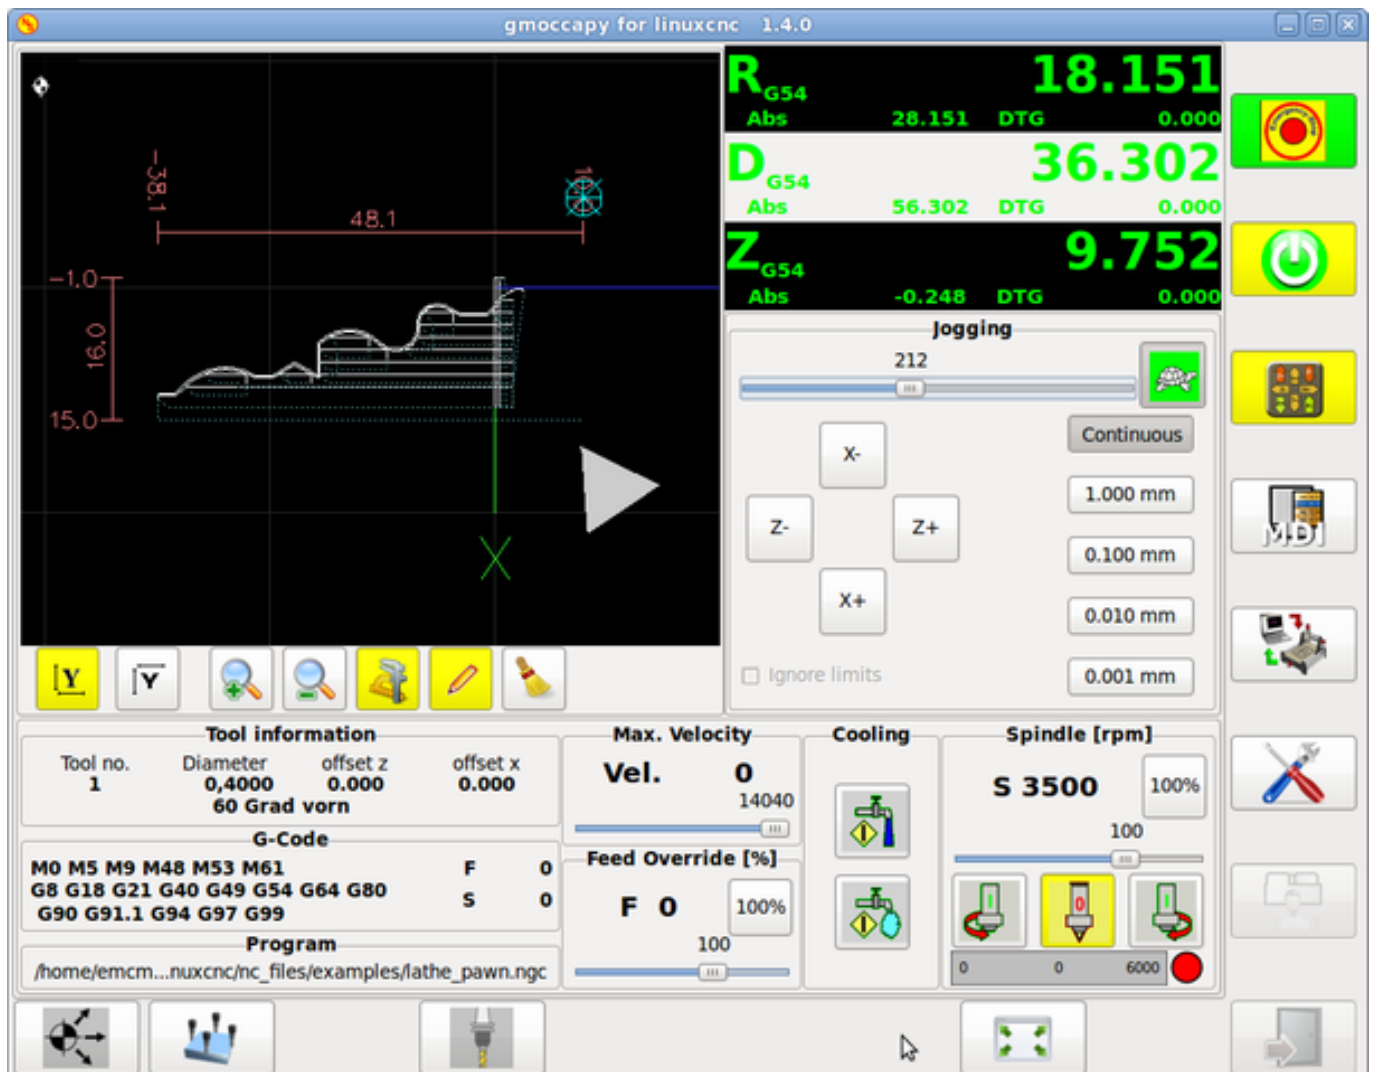 gmoccapy for linuxcnc 1.4.0
R G54 18.151
Abs 28.151 DTG 0.000
D G54 36.302
Abs 56.302 DTG 0.000
Z G54 9.752
Abs -0.248 DTG 0.000
-38.1
48.1
-1.0
16.0
15.0
X
Jogging
212
Continuous
X-
1.000 mm
Z- Z+
0.100 mm
X+
0.010 mm
Ignore limits
0.001 mm
Y Y
MDI
Tool information
Tool no. Diameter offset z offset x
1 0,4000 0.000 0.000
60 Grad vorn
G-Code
M0 M5 M9 M48 M53 M61
G8 G18 G21 G40 G49 G54 G64 G80
G90 G91.1 G94 G97 G99
F 0
S 0
Program
/home/emcm...nuxcnc/nc_files/examples/lathe_pawn.ngc
Max. Velocity
Vel. 0
14040
Feed Override [%]
F 0 100%
100
Cooling
Spindle [rpm]
S 3500 100%
100
0
0 0 6000